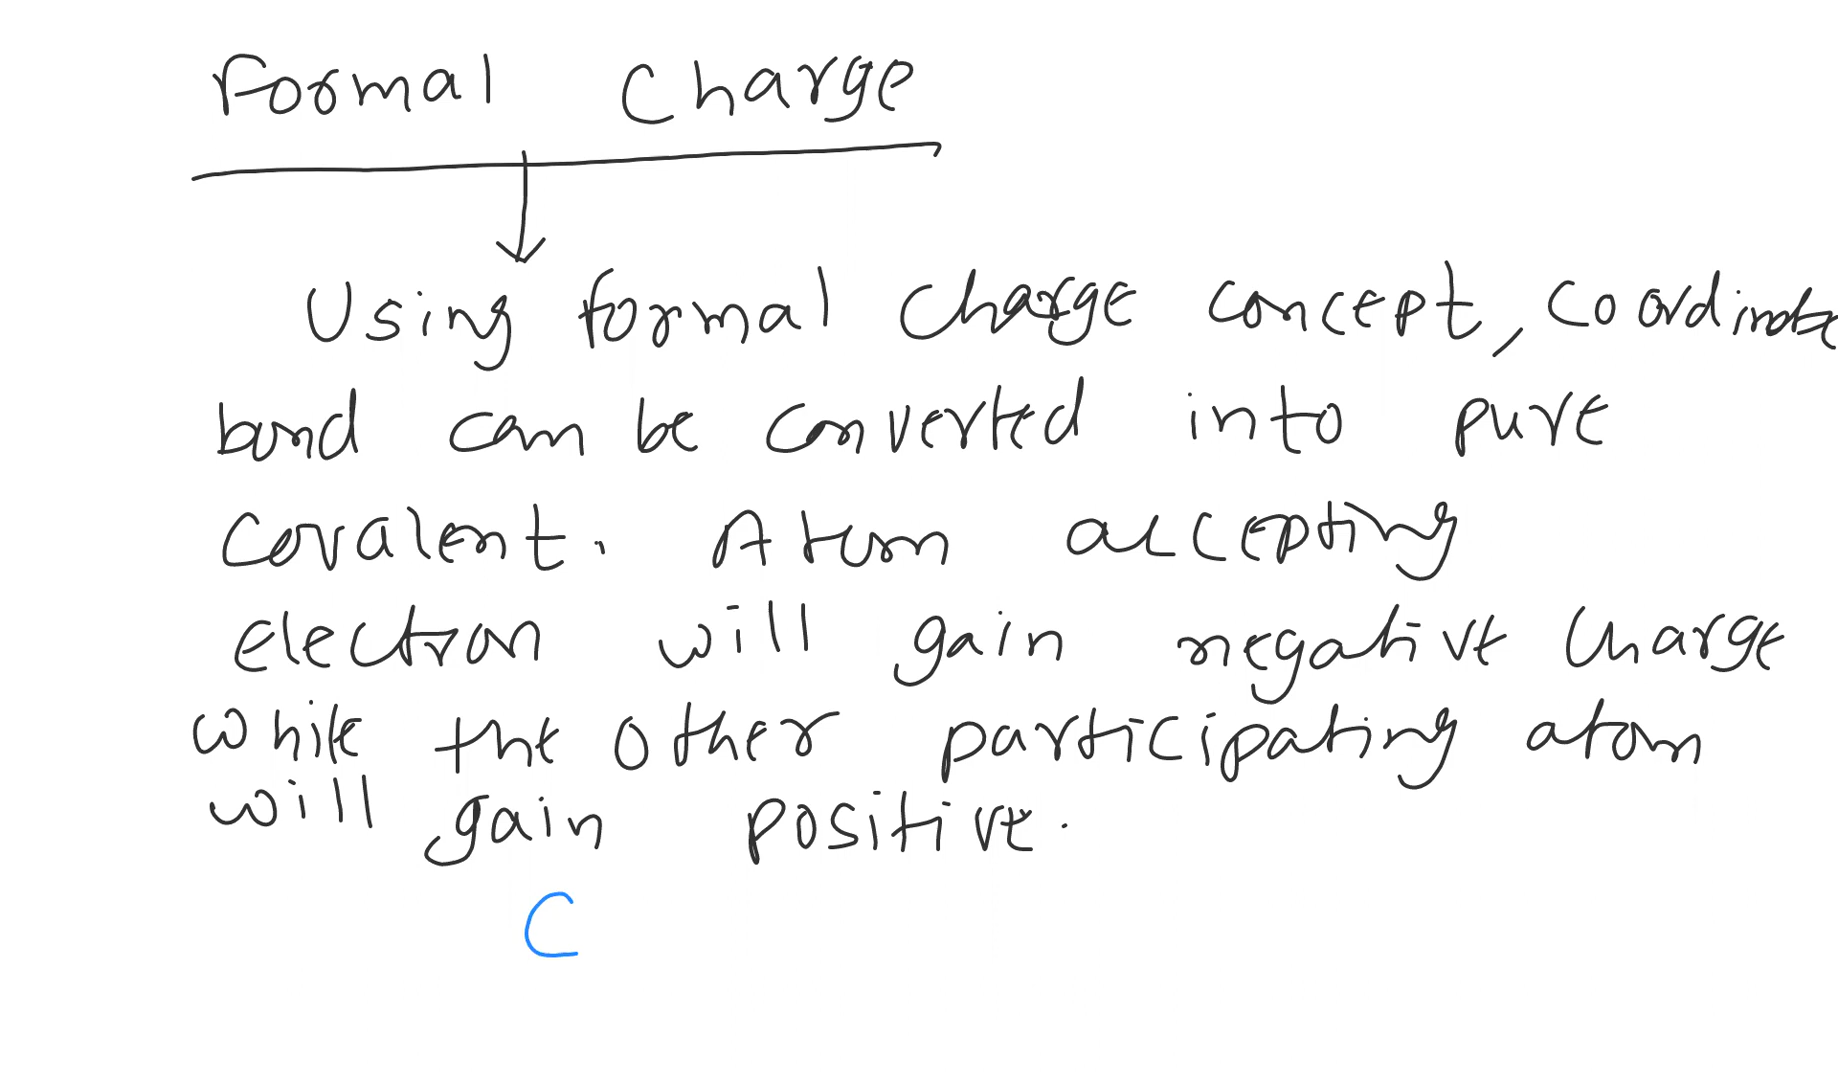 Formal Charge
Using formal charge concept, coordinate
bond can be converted into pure
covalent. Atom accepting
electron will gain negative charge
while the other participating atom
will gain positive.
C